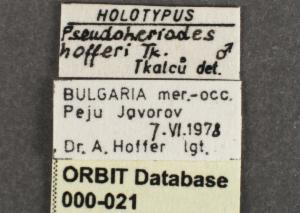 HOLOTYPUS
Pseudoheriades
hofferi Tk. ♂
Tkalců det.
BULGARIA mer.-occ.
Peju Javorov
7.VI.1978
Dr. A. Hoffer lgt.
ORBIT Database
000-021